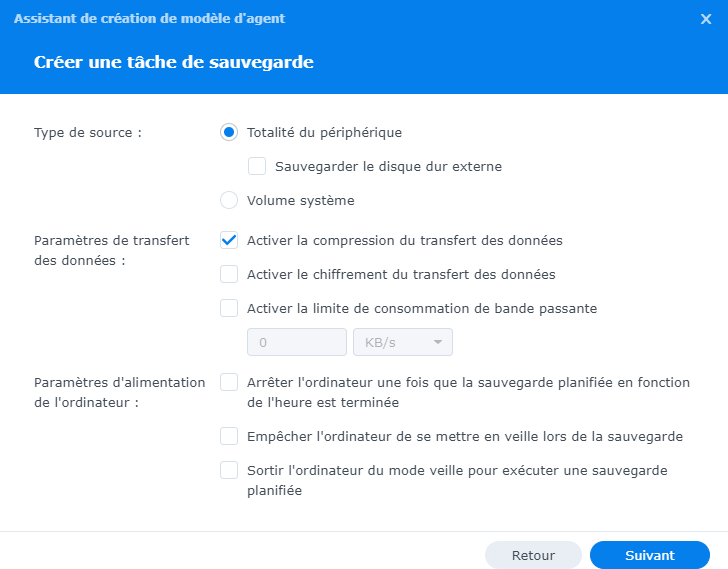 Assistant de création de modèle d'agent
Créer une tâche de sauvegarde
Type de source :
Totalité du périphérique
Sauvegarder le disque dur externe
Volume système
Paramètres de transfert
des données :
Activer la compression du transfert des données
Activer le chiffrement du transfert des données
Activer la limite de consommation de bande passante
0
KB/s
Paramètres d'alimentation
de l'ordinateur :
Arrêter l'ordinateur une fois que la sauvegarde planifiée en fonction
de l'heure est terminée
Empêcher l'ordinateur de se mettre en veille lors de la sauvegarde
Sortir l'ordinateur du mode veille pour exécuter une sauvegarde
planifiée
Retour
Suivant